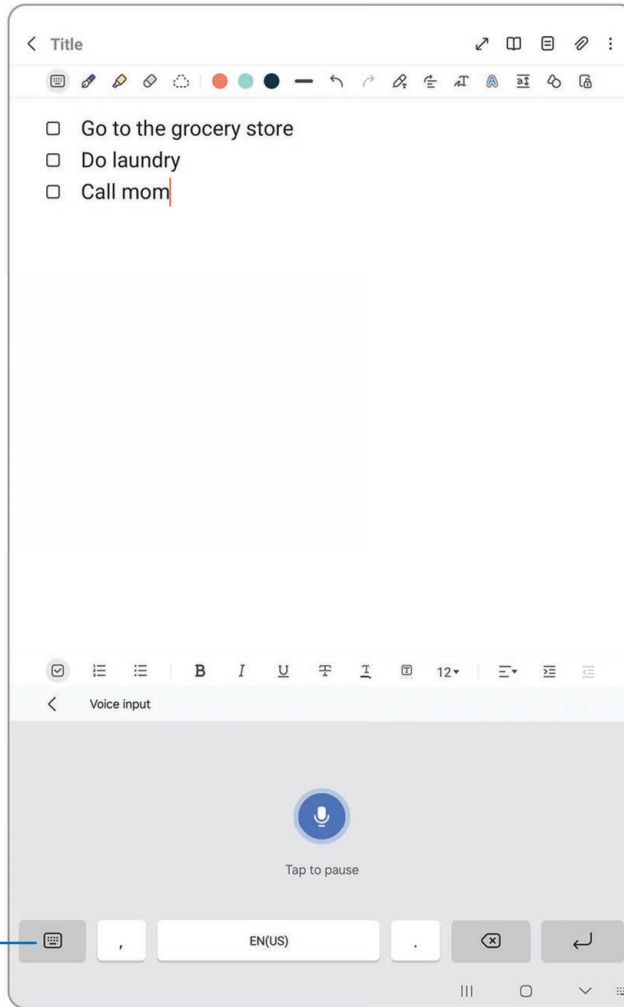 Title
Go to the grocery store
Do laundry
Call mom
B I U T T T 12
Voice input
Tap to pause
, EN(US) .